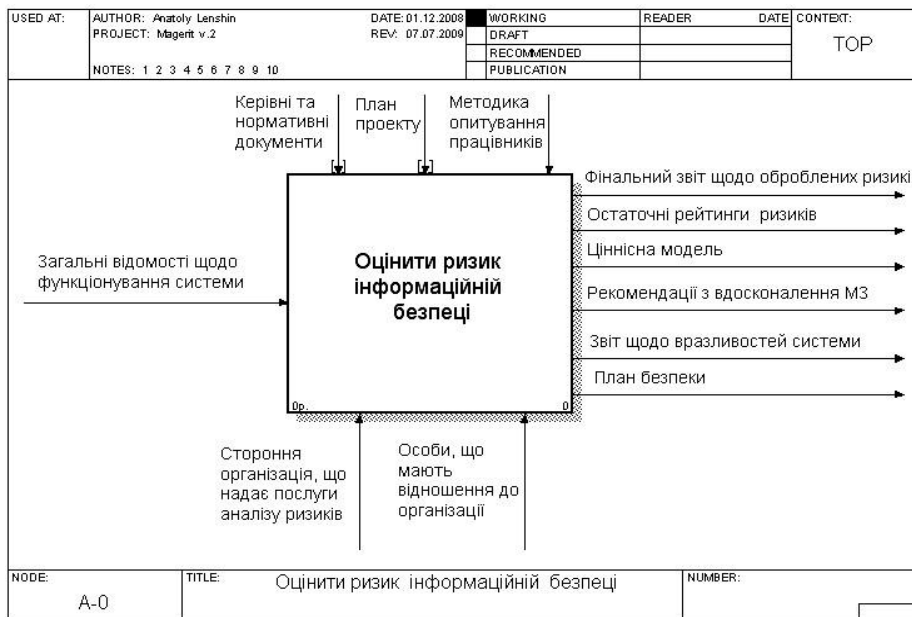 USED AT:
AUTHOR: Anatoly Lenshin
DATE: 01.12.2008
WORKING
READER
DATE
CONTEXT:
PROJECT: Magerit v.2
REV: 07.07.2009
DRAFT
TOP
RECOMMENDED
NOTES: 1 2 3 4 5 6 7 8 9 10
PUBLICATION
Керівні та
нормативні
документи
План
проекту
Методика
опитування
працівників
Загальні відомості щодо
функціонування системи
Оцінити ризик
інформаційній
безпеці
0р.
0
Фінальний звіт щодо оброблених ризикі
Остаточні рейтинги ризиків
Ціннісна модель
Рекомендації з вдосконалення МЗ
Звіт щодо вразливостей системи
План безпеки
Стороння
організація, що
надає послуги
аналізу ризиків
Особи, що
мають
відношення до
організації
NODE:
A-0
TITLE:
Оцінити ризик інформаційній безпеці
NUMBER: